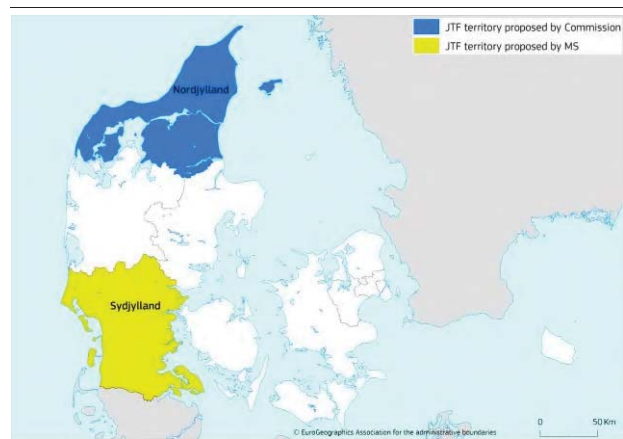 JTF territory proposed by Commission
JTF territory proposed by MS
Nordjylland
Sydjylland
0 50 Km
© EuroGeographics Association for the administrative boundaries